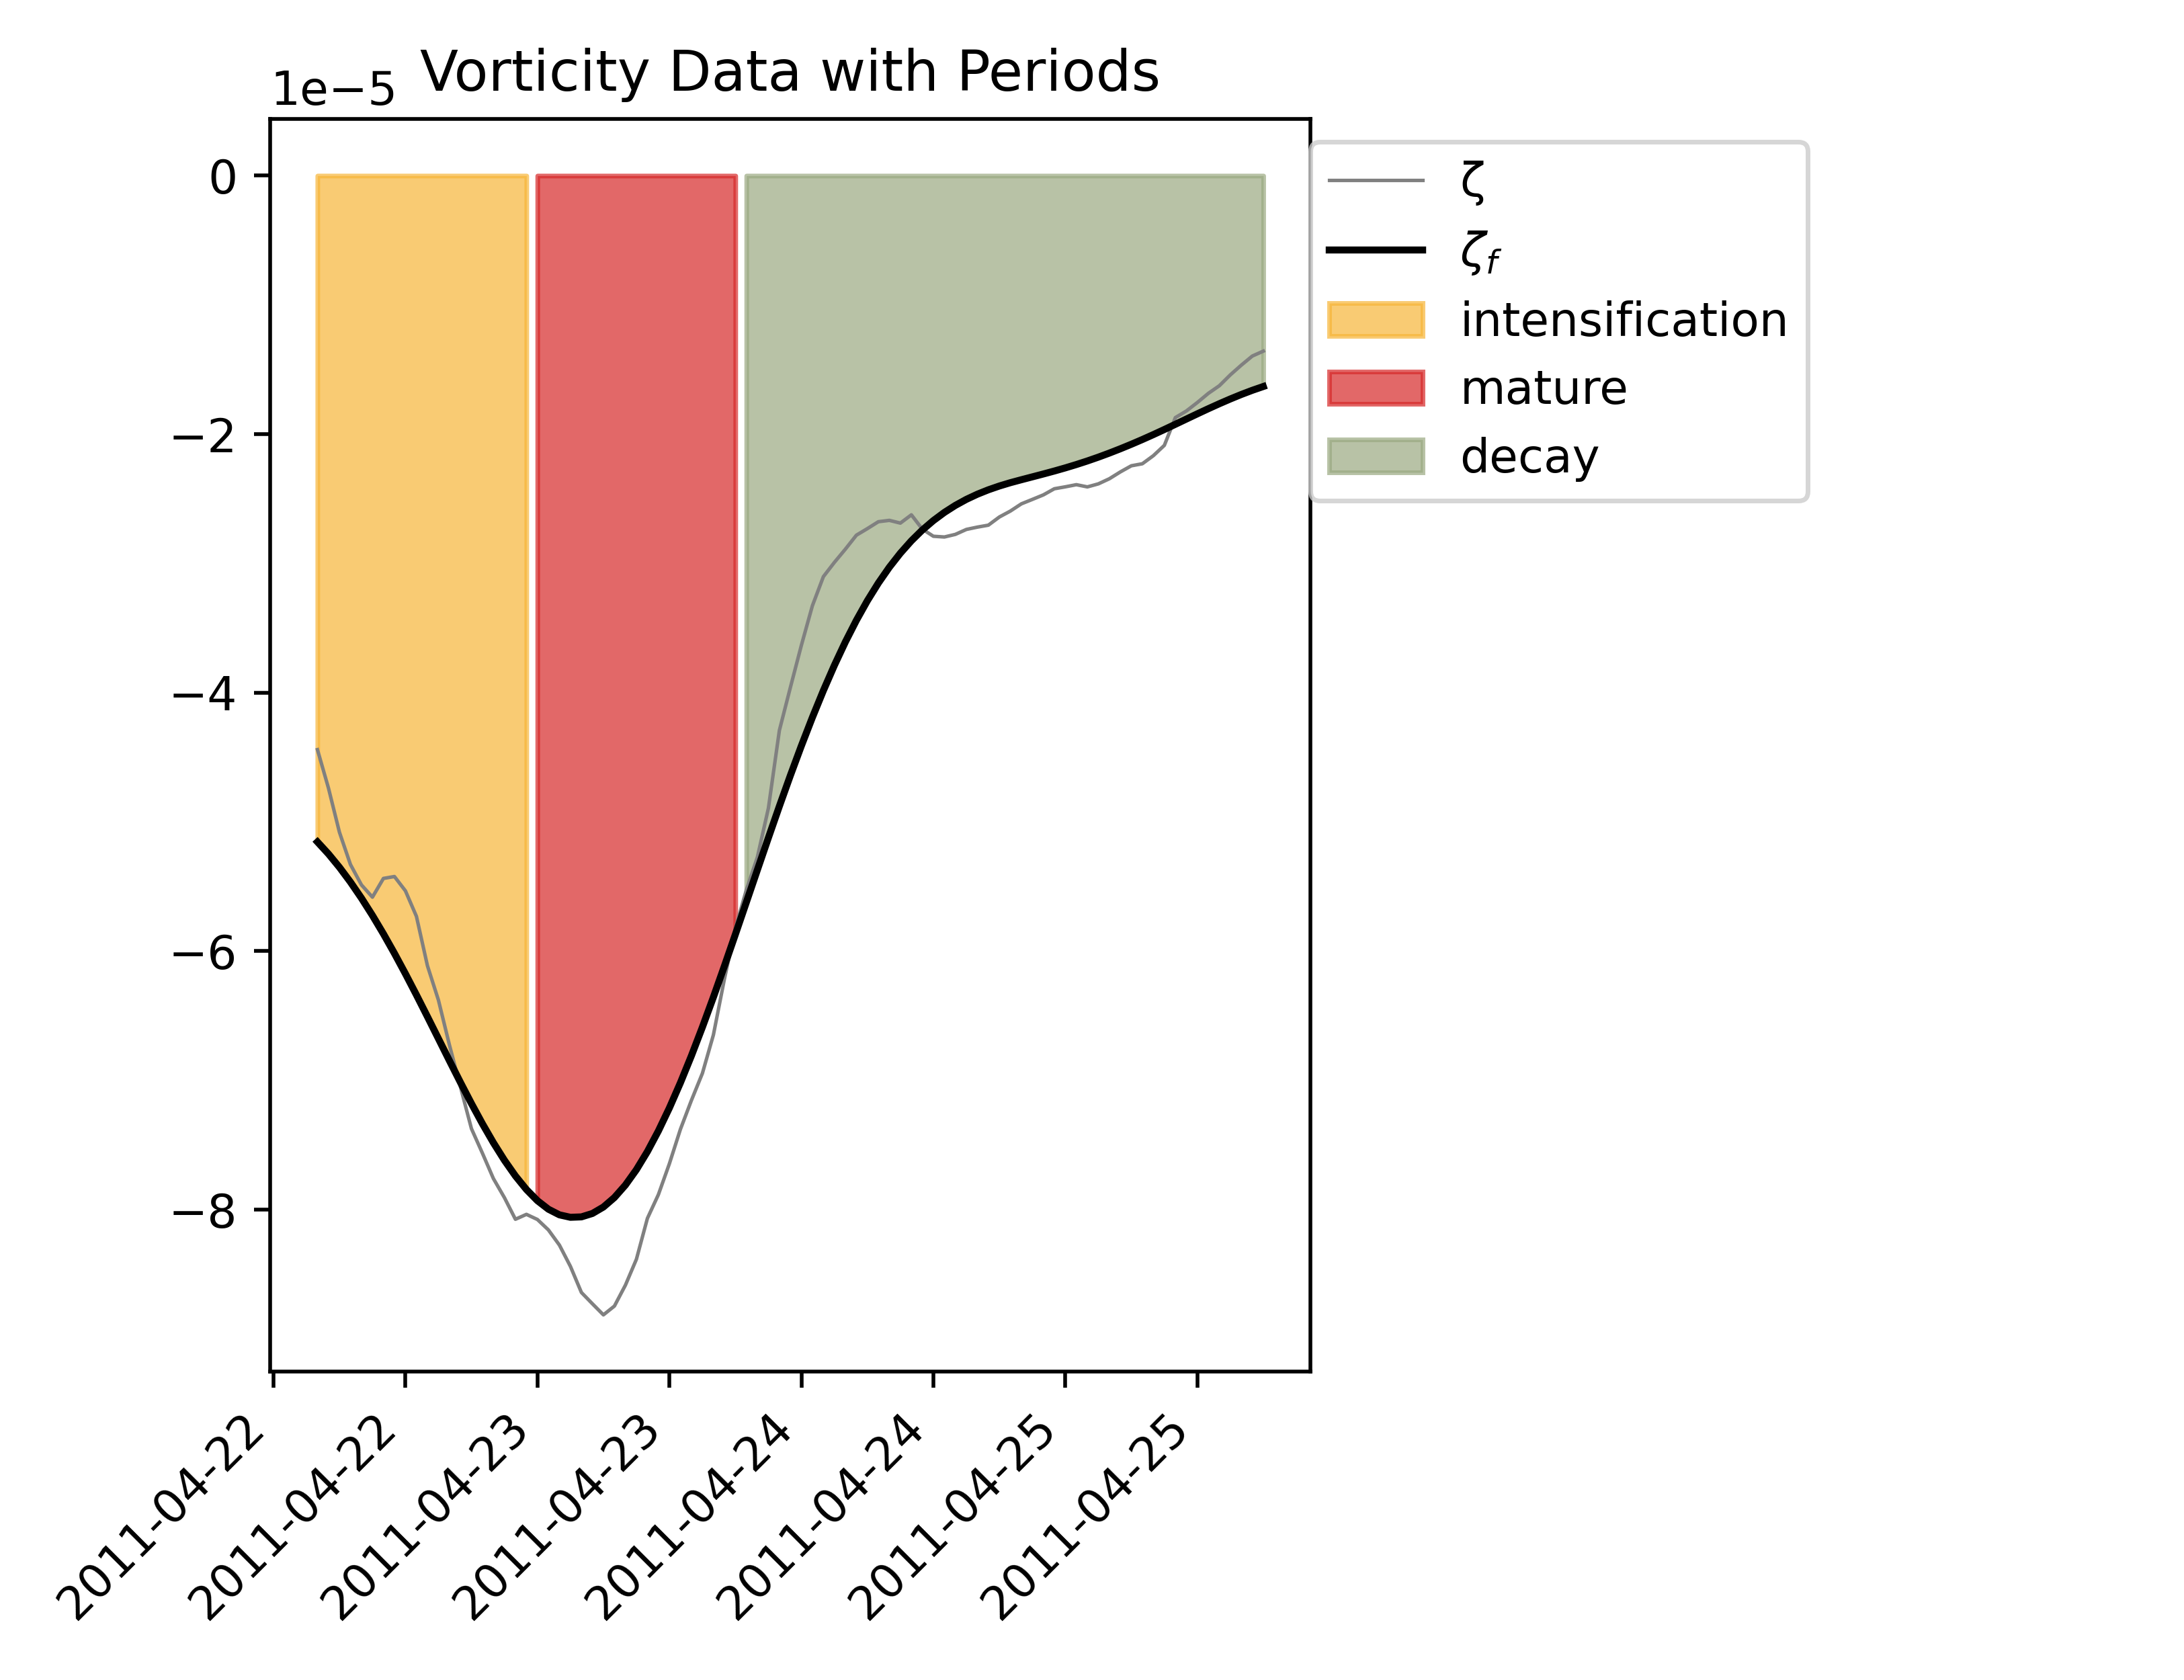 Vorticity Data with Periods
1e−5
0
−2
−4
−6
−8
2011-04-22
2011-04-22
2011-04-23
2011-04-23
2011-04-24
2011-04-24
2011-04-25
2011-04-25
ζ
ζf
intensification
mature
decay